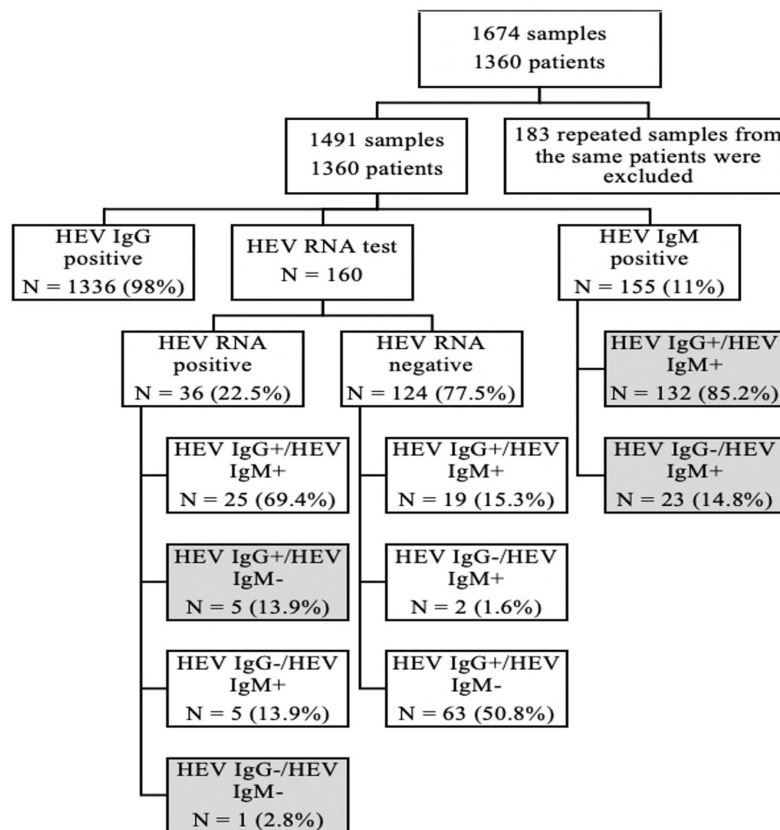 1674 samples
1360 patients
1491 samples
1360 patients
183 repeated samples from
the same patients were
excluded
HEV IgG
positive
N = 1336 (98%)
HEV RNA test
N = 160
HEV IgM
positive
N = 155 (11%)
HEV RNA
positive
N = 36 (22.5%)
HEV RNA
negative
N = 124 (77.5%)
HEV IgG+/HEV
IgM+
N = 132 (85.2%)
HEV IgG+/HEV
IgM+
N = 25 (69.4%)
HEV IgG+/HEV
IgM+
N = 19 (15.3%)
HEV IgG-/HEV
IgM+
N = 23 (14.8%)
HEV IgG+/HEV
IgM-
N = 5 (13.9%)
HEV IgG-/HEV
IgM+
N = 2 (1.6%)
HEV IgG-/HEV
IgM+
N = 5 (13.9%)
HEV IgG+/HEV
IgM-
N = 63 (50.8%)
HEV IgG-/HEV
IgM-
N = 1 (2.8%)